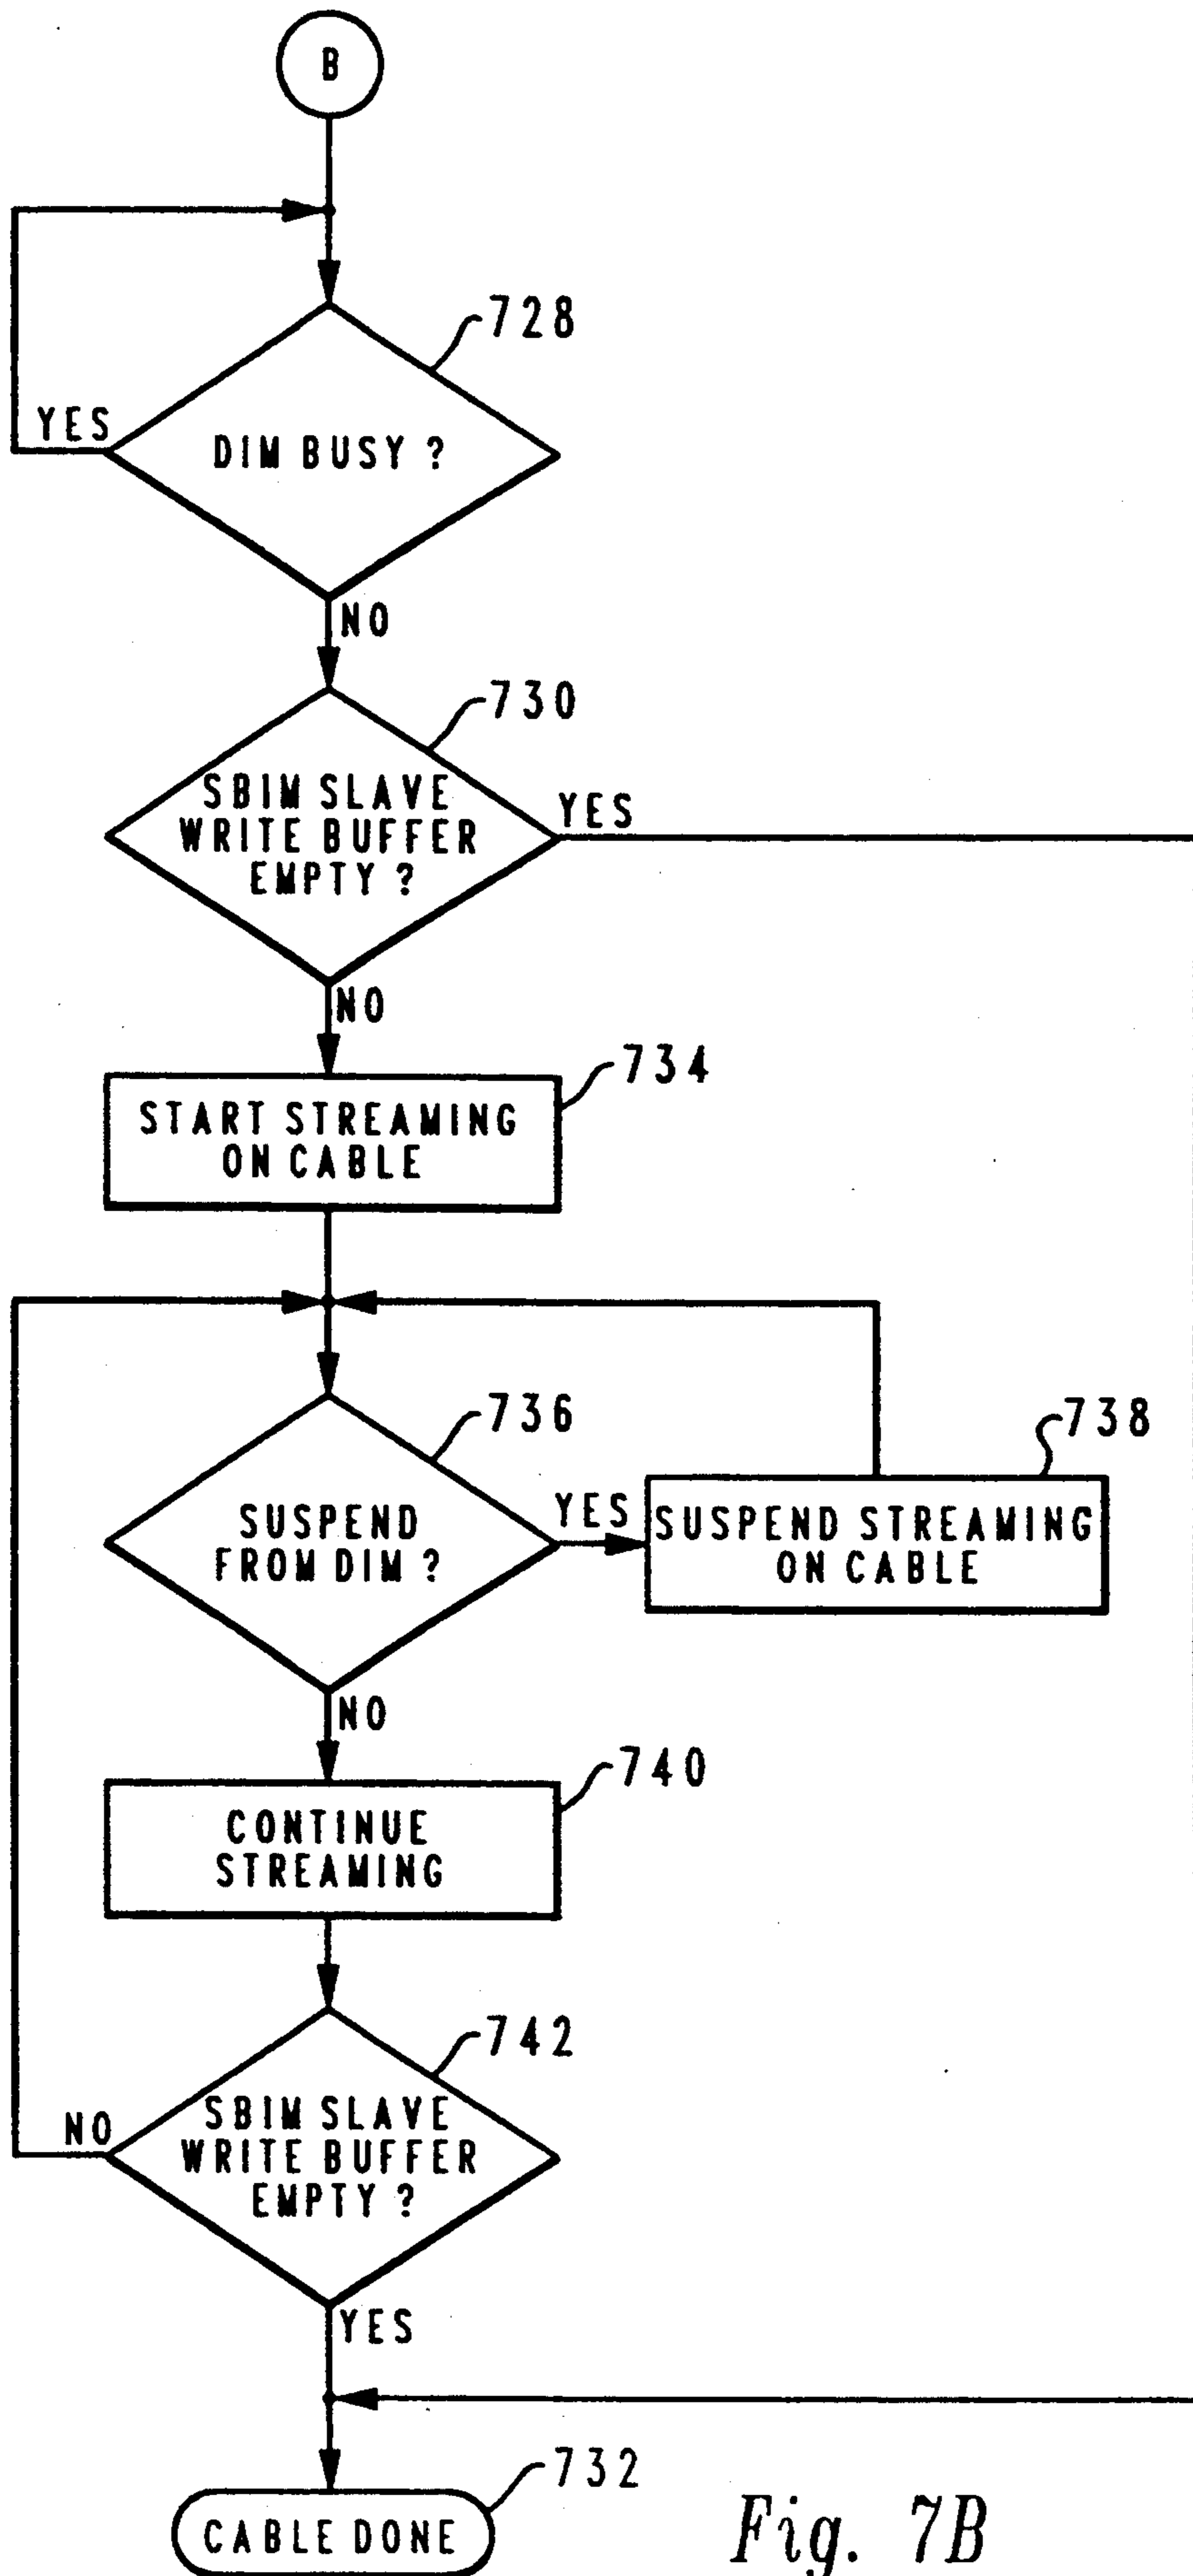 B
728
YES
DIM BUSY ?
NO
730
SBIM SLAVE
WRITE BUFFER
EMPTY ?
YES
NO
734
START STREAMING
ON CABLE
736
738
SUSPEND
FROM DIM ?
YES
SUSPEND STREAMING
ON CABLE
NO
740
CONTINUE
STREAMING
742
NO
SBIM SLAVE
WRITE BUFFER
EMPTY ?
YES
732
CABLE DONE
Fig. 7B